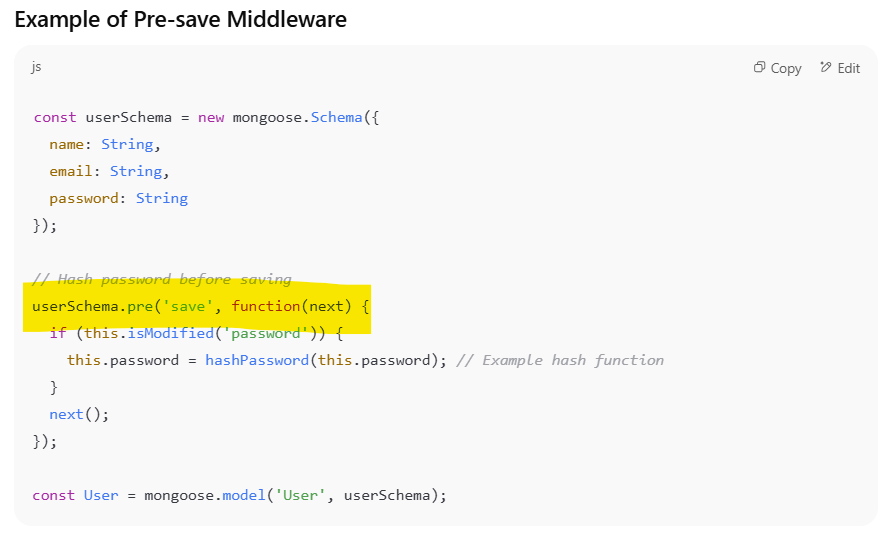 Example of Pre-save Middleware
js
Copy Edit
const userSchema = new mongoose.Schema({
  name: String,
  email: String,
  password: String
});
// Hash password before saving
userSchema.pre('save', function(next) {
  if (this.isModified('password')) {
    this.password = hashPassword(this.password); // Example hash function
  }
  next();
});
const User = mongoose.model('User', userSchema);